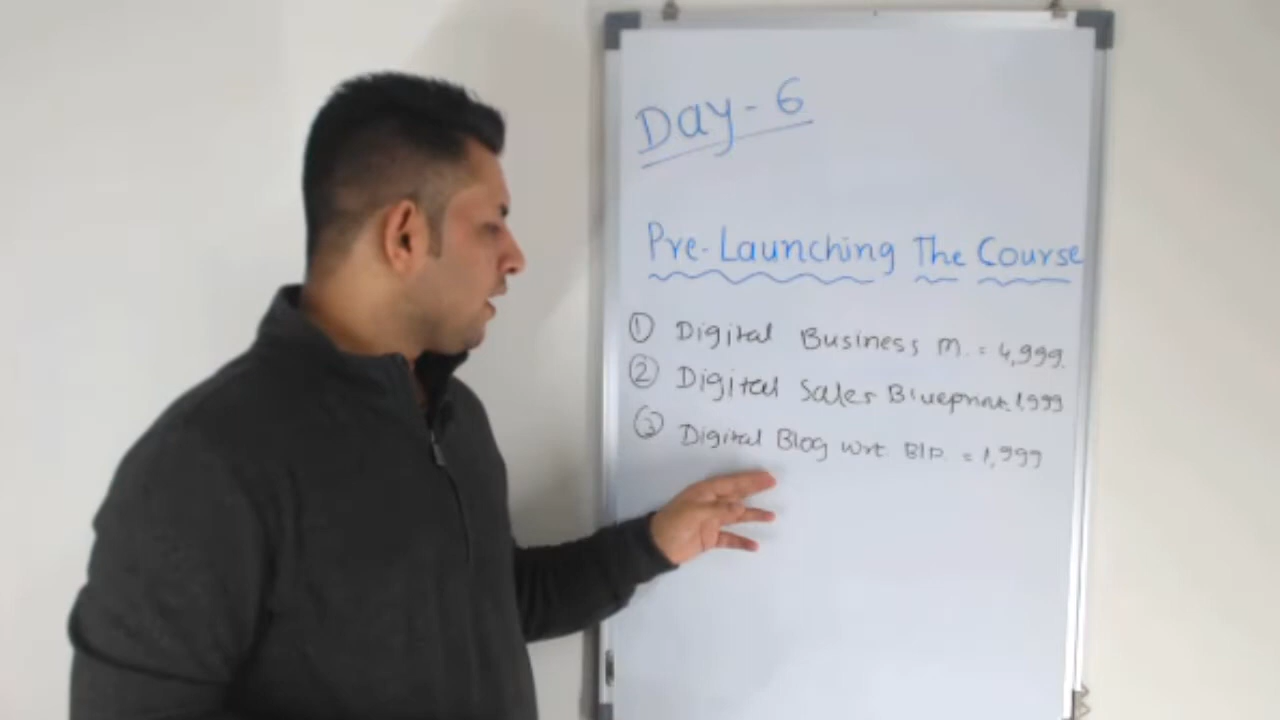 Day - 6
Pre-Launching The Course
① Digital Business M. = 4,999.
② Digital Sales Blueprint. 1,999
③ Digital Blog Wrt. BlP. = 1,999